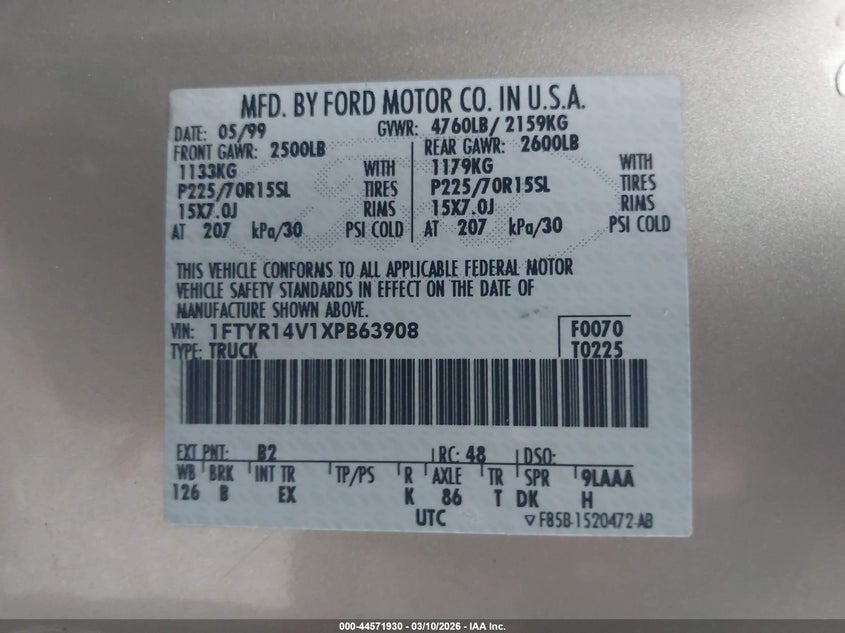 MFD. BY FORD MOTOR CO. IN U.S.A.
DATE: 05/99 GVWR: 4760LB/ 2159KG
FRONT GAWR: 2500LB REAR GAWR: 2600LB
1133KG WITH 1179KG WITH
P225/70R15SL TIRES P225/70R15SL TIRES
15X7.0J RIMS 15X7.0J RIMS
AT 207 kPa/30 PSI COLD AT 207 kPa/30 PSI COLD
THIS VEHICLE CONFORMS TO ALL APPLICABLE FEDERAL MOTOR
VEHICLE SAFETY STANDARDS IN EFFECT ON THE DATE OF
MANUFACTURE SHOWN ABOVE.
VIN: 1FTYR14V1XPB63908 F0070
TYPE: TRUCK T0225
EXT PNT: B2 RC: 48 DSO:
WB BRK INT TR TP/PS R AXLE TR SPR 9LAAA
126 B EX K 86 T DK H
UTC ▽F85B-1520472-AB
000-44571930 - 03/10/2026 - IAA Inc.